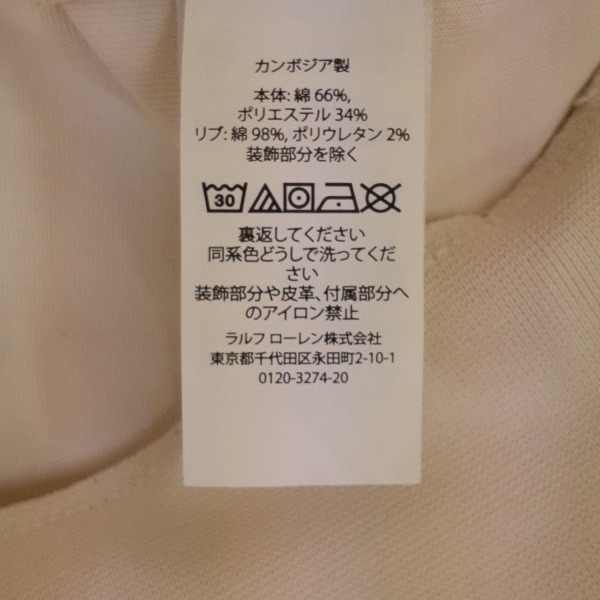 カンボジア製
本体: 綿 66%,
ポリエステル 34%
リブ: 綿 98%, ポリウレタン 2%
装飾部分を除く
30
裏返してください
同系色どうしで洗ってくだ
さい
装飾部分や皮革、付属部分へ
のアイロン禁止
ラルフ ローレン株式会社
東京都千代田区永田町2-10-1
0120-3274-20